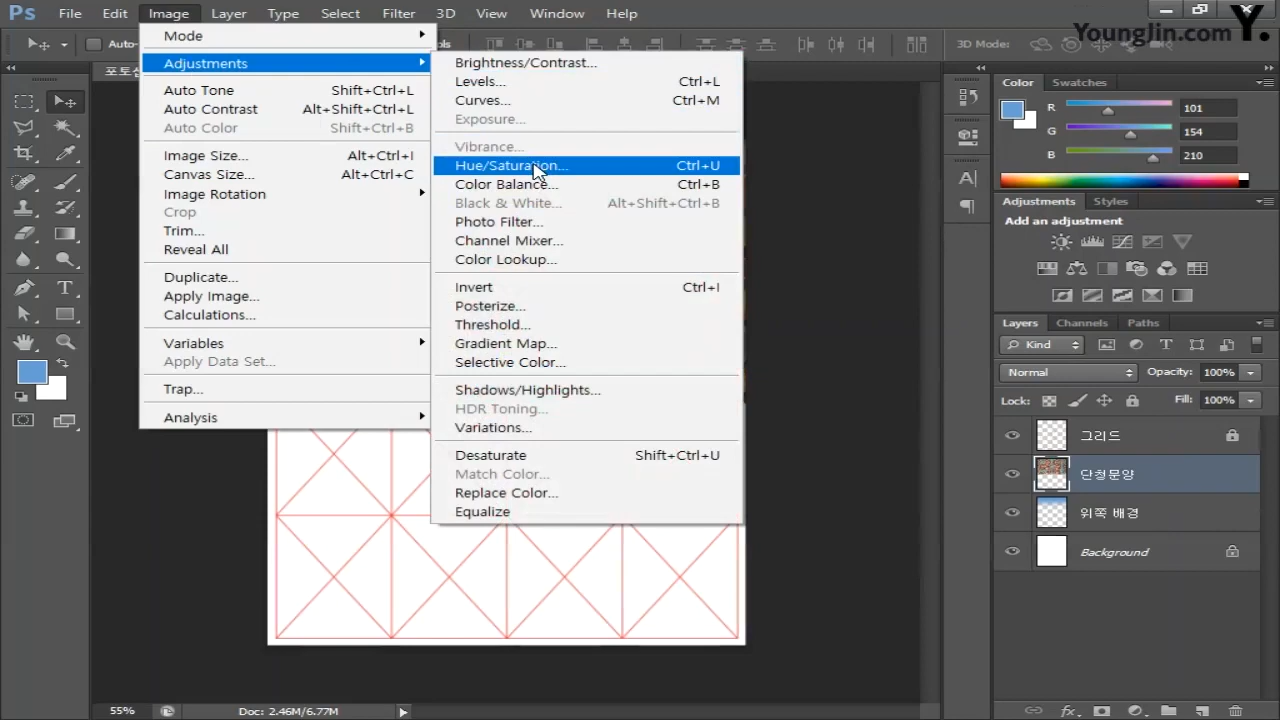 Ps File Edit Image Layer Type Select Filter 3D View Window Help
YoungJin.com Y.
Auto-
3D Mode:
Mode
Adjustments
Auto Tone Shift+Ctrl+L
Auto Contrast Alt+Shift+Ctrl+L
Auto Color Shift+Ctrl+B
Image Size... Alt+Ctrl+I
Canvas Size... Alt+Ctrl+C
Image Rotation
Crop
Trim...
Reveal All
Duplicate...
Apply Image...
Calculations...
Variables
Apply Data Set...
Trap...
Analysis
Brightness/Contrast...
Levels... Ctrl+L
Curves... Ctrl+M
Exposure...
Vibrance...
Hue/Saturation... Ctrl+U
Color Balance... Ctrl+B
Black & White... Alt+Shift+Ctrl+B
Photo Filter...
Channel Mixer...
Color Lookup...
Invert Ctrl+I
Posterize...
Threshold...
Gradient Map...
Selective Color...
Shadows/Highlights...
HDR Toning...
Variations...
Desaturate Shift+Ctrl+U
Match Color...
Replace Color...
Equalize
Color Swatches
R 101
G 154
B 210
Adjustments Styles
Add an adjustment
Layers Channels Paths
Kind
Normal Opacity: 100%
Lock: Fill: 100%
그리드
단청문양
위쪽 배경
Background
55% Doc: 2.46M/6.77M